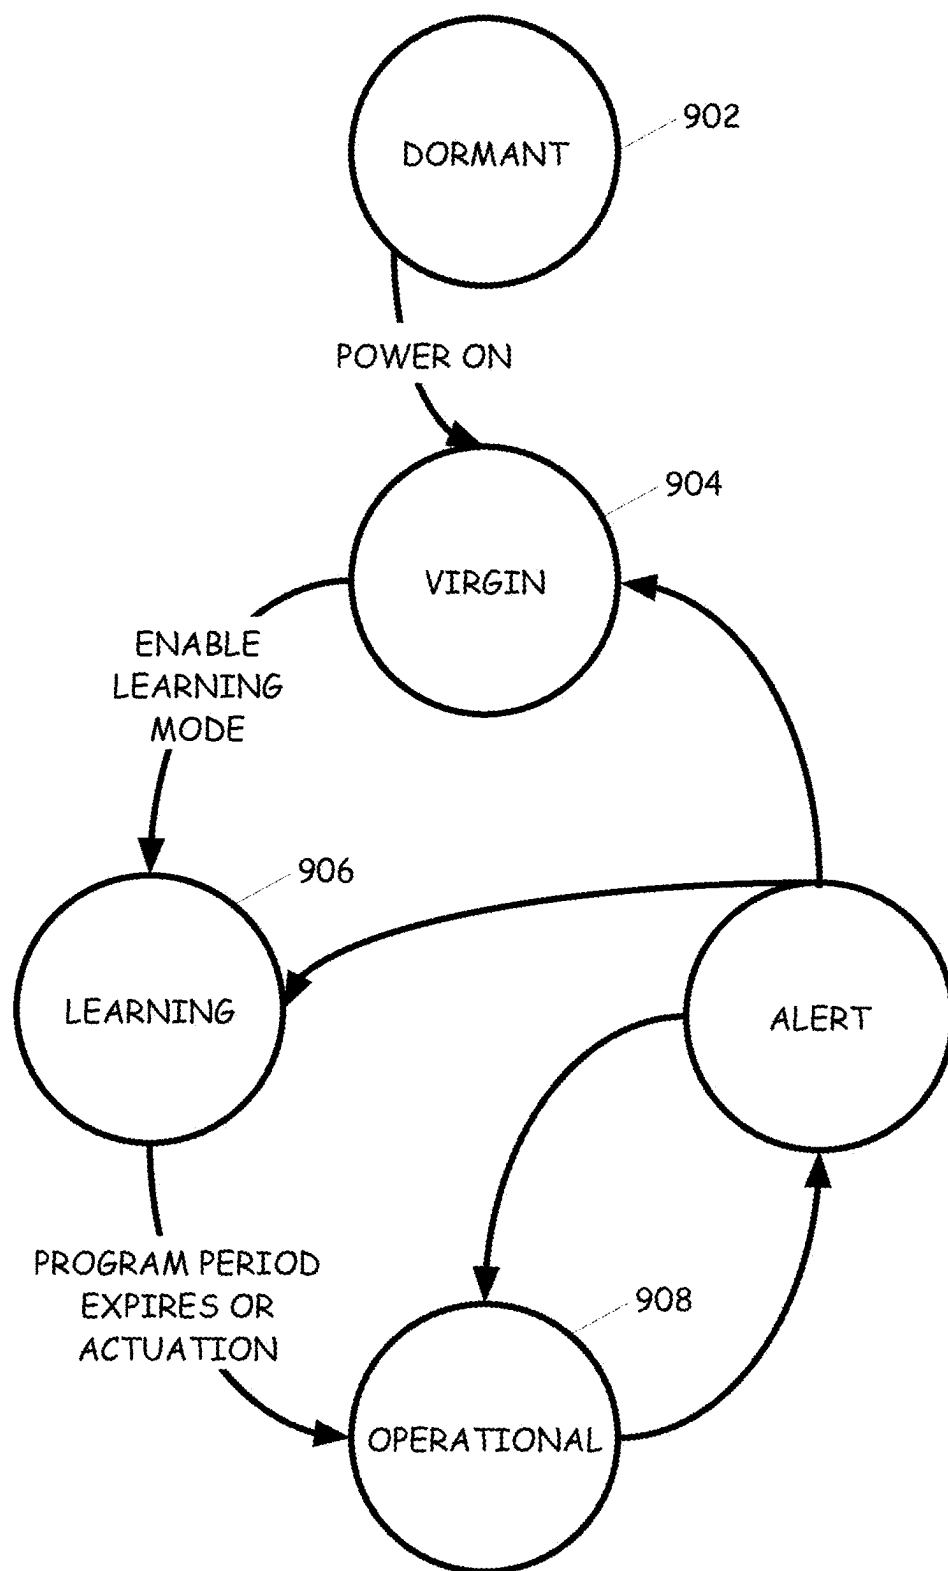 902
DORMANT
POWER ON
904
VIRGIN
ENABLE
LEARNING
MODE
906
LEARNING
ALERT
PROGRAM PERIOD
EXPIRES OR
ACTUATION
908
OPERATIONAL